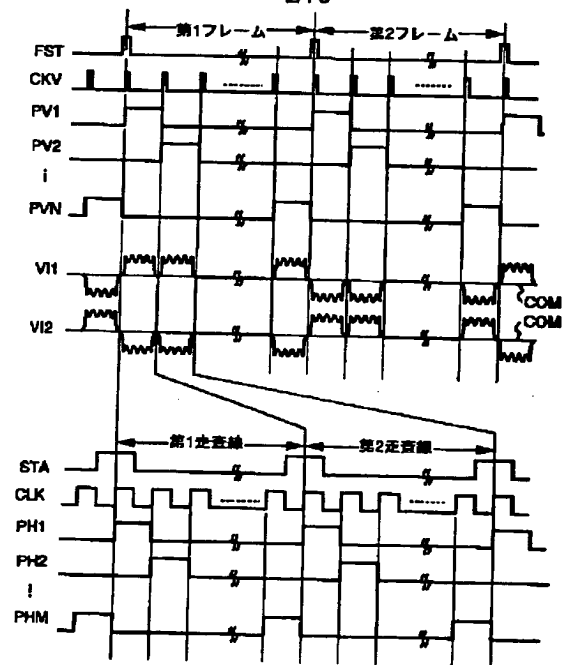 第1フレーム 第2フレーム
FST
CKV
PV1
PV2
PVN
VI1
COM
COM
VI2
第1走査線 第2走査線
STA
CLK
PH1
PH2
PHM